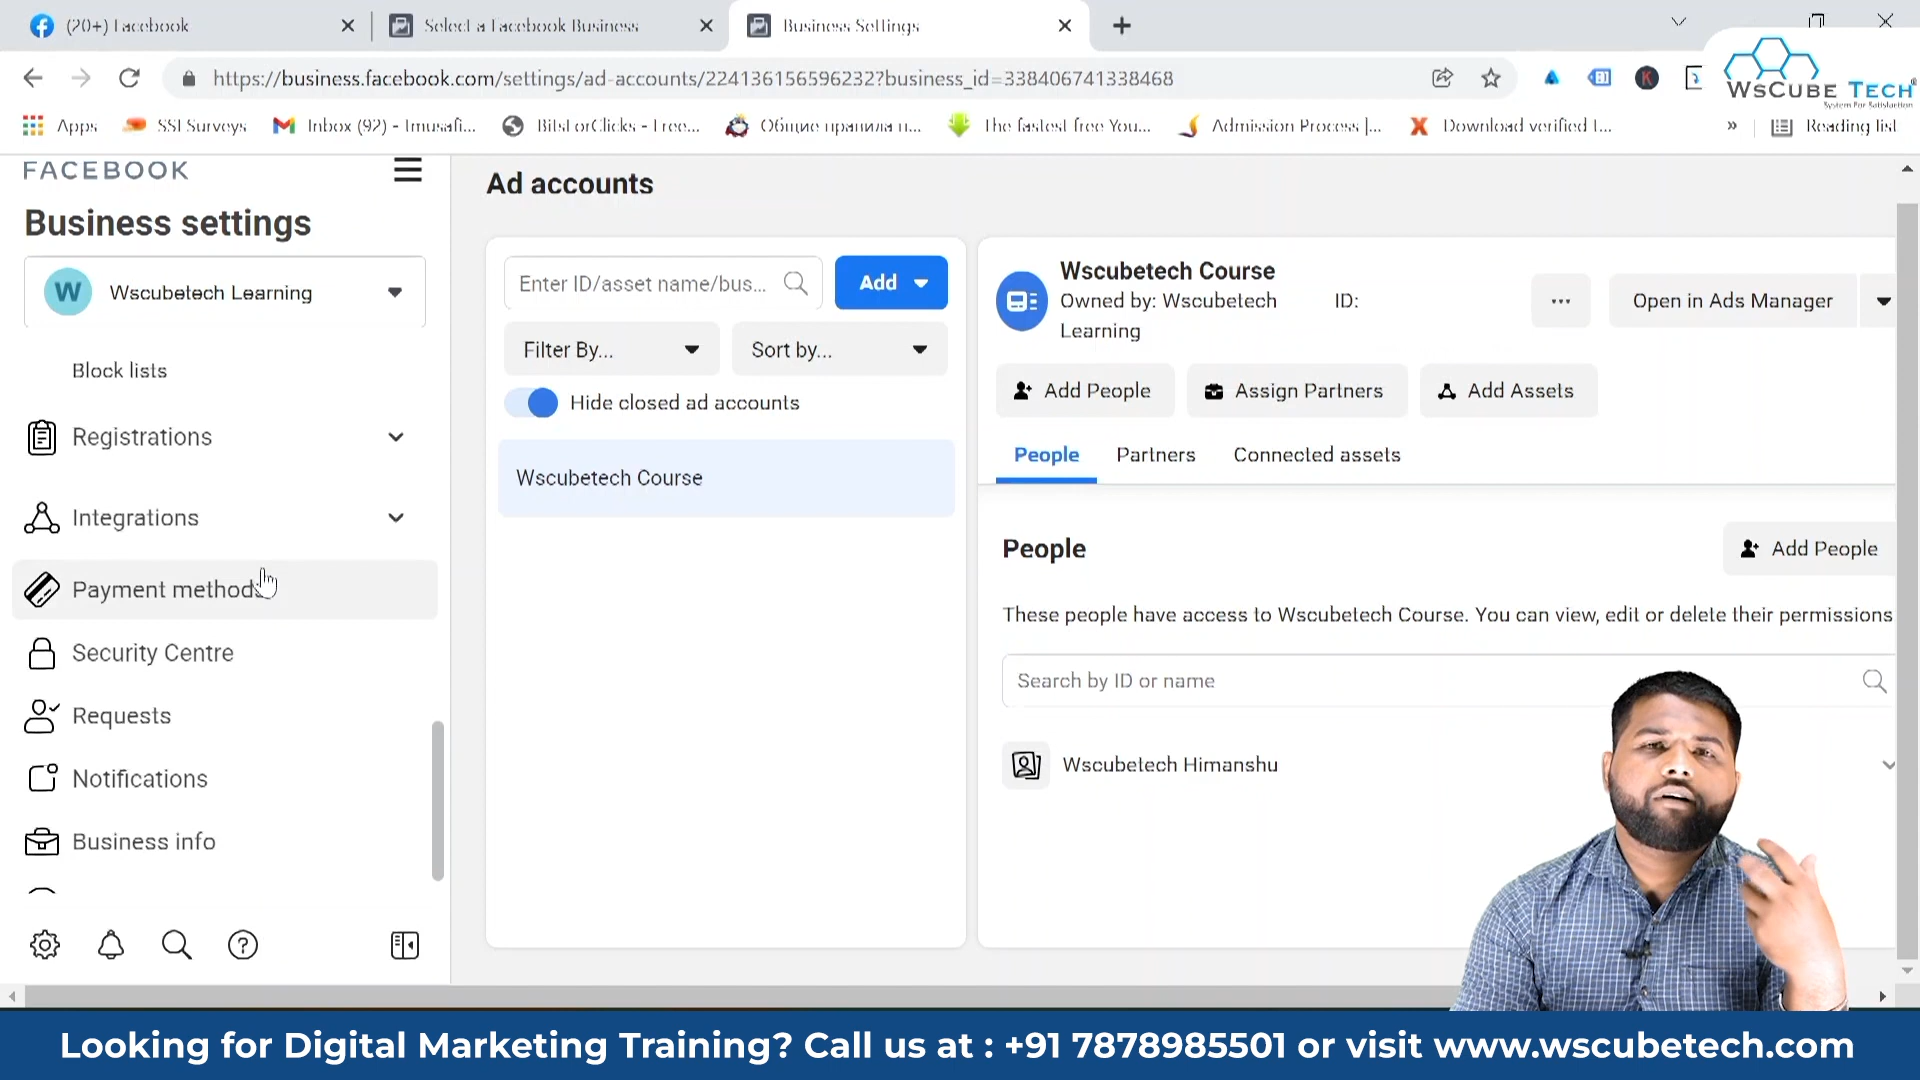 (20+) Facebook
Select a Facebook Business
Business Settings
https://business.facebook.com/settings/ad-accounts/224136156596232?business_id=338406741338468
WsCube Tech
System For Satisfaction
Apps
SSI Surveys
Inbox (92) - 1musafi...
BitsForClicks - Free...
Общие правила п...
The fastest free You...
Admission Process |...
Download verified t...
»
Reading list
FACEBOOK
Business settings
W
Wscubetech Learning
Block lists
Registrations
Integrations
Payment methods
Security Centre
Requests
Notifications
Business info
Ad accounts
Enter ID/asset name/bus...
Add
Filter By...
Sort by...
Hide closed ad accounts
Wscubetech Course
Wscubetech Course
Owned by: Wscubetech Learning
ID:
...
Open in Ads Manager
Add People
Assign Partners
Add Assets
People
Partners
Connected assets
People
Add People
These people have access to Wscubetech Course. You can view, edit or delete their permissions
Search by ID or name
Wscubetech Himanshu
Looking for Digital Marketing Training? Call us at : +91 7878985501 or visit www.wscubetech.com